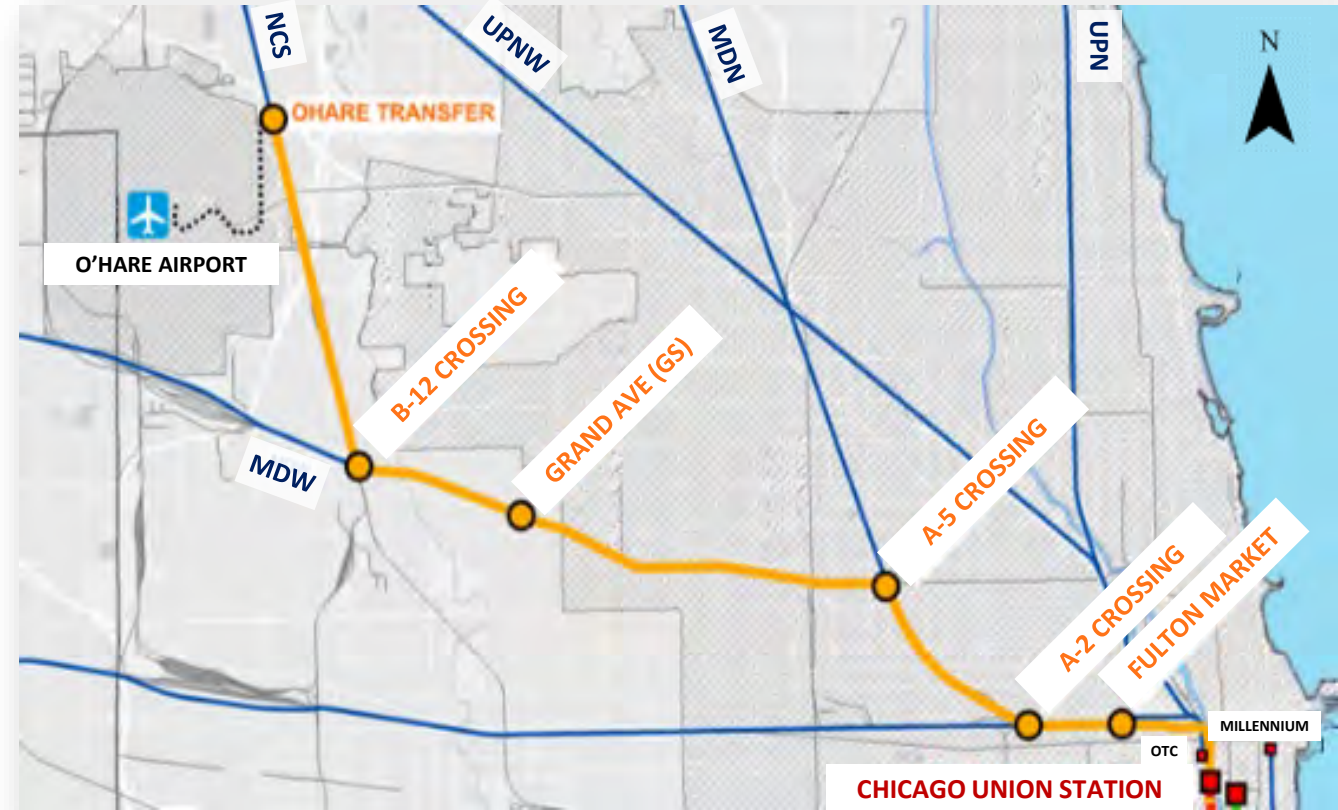 NCS
UPNW
MDN
UPN
N
OHARE TRANSFER
O'HARE AIRPORT
B-12 CROSSING
GRAND AVE (GS)
MDW
A-5 CROSSING
A-2 CROSSING
FULTON MARKET
MILLENNIUM
OTC
CHICAGO UNION STATION